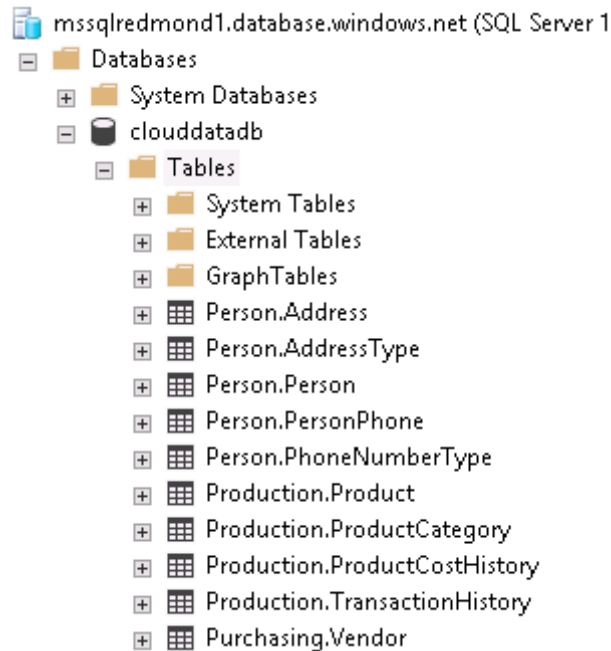 mssqlredmond1.database.windows.net (SQL Server 1
Databases
System Databases
clouddatadb
Tables
System Tables
External Tables
GraphTables
Person.Address
Person.AddressType
Person.Person
Person.PersonPhone
Person.PhoneNumberType
Production.Product
Production.ProductCategory
Production.ProductCostHistory
Production.TransactionHistory
Purchasing.Vendor